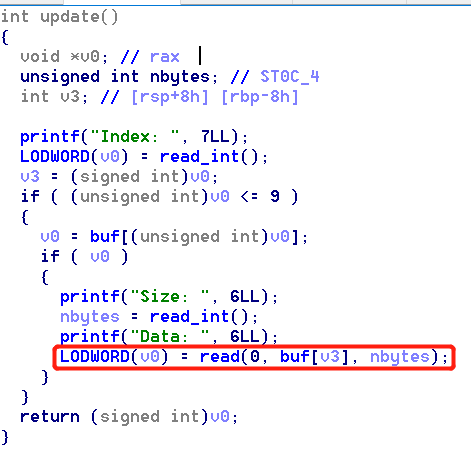 int update()
{
  void *v0; // rax
  unsigned int nbytes; // ST0C_4
  int v3; // [rsp+8h] [rbp-8h]

  printf("Index: ", 7LL);
  LODWORD(v0) = read_int();
  v3 = (signed int)v0;
  if ( (unsigned int)v0 <= 9 )
  {
    v0 = buf[(unsigned int)v0];
    if ( v0 )
    {
      printf("Size: ", 6LL);
      nbytes = read_int();
      printf("Data: ", 6LL);
      LODWORD(v0) = read(0, buf[v3], nbytes);
    }
  }
  return (signed int)v0;
}